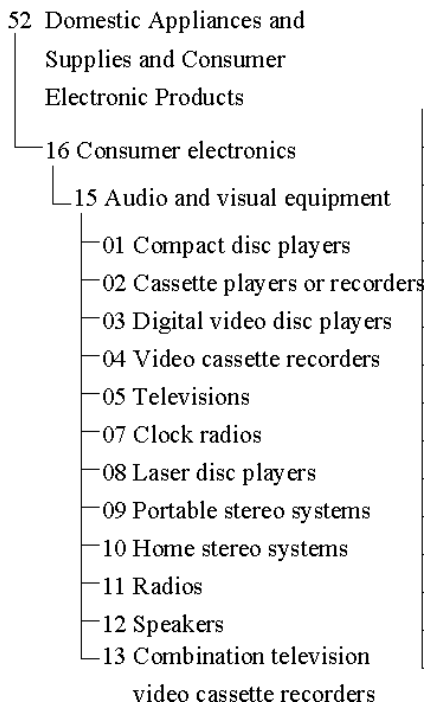 52 Domestic Appliances and
Supplies and Consumer
Electronic Products
16 Consumer electronics
15 Audio and visual equipment
01 Compact disc players
02 Cassette players or recorders
03 Digital video disc players
04 Video cassette recorders
05 Televisions
07 Clock radios
08 Laser disc players
09 Portable stereo systems
10 Home stereo systems
11 Radios
12 Speakers
13 Combination television
video cassette recorders